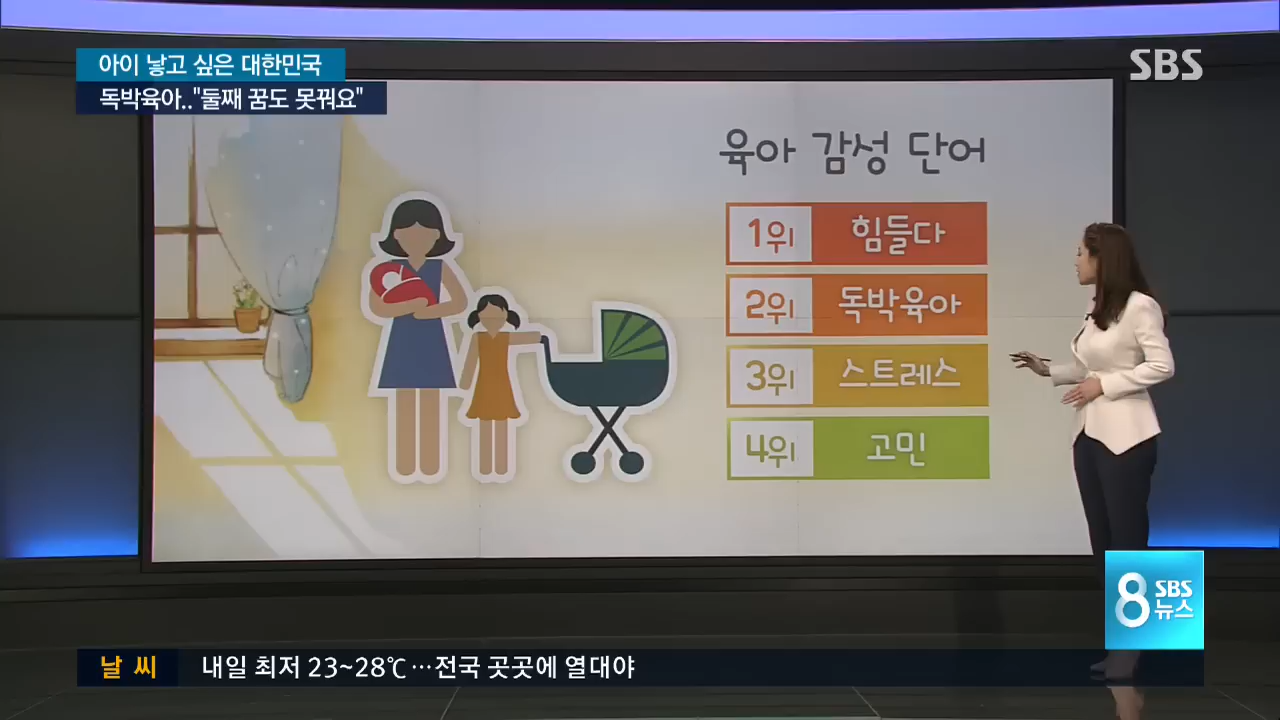 아이 낳고 싶은 대한민국
독박육아.."둘째 꿈도 못꿔요"
SBS
육아 감성 단어
1위 힘들다
2위 독박육아
3위 스트레스
4위 고민
8 SBS 뉴스
날 씨 내일 최저 23~28℃…전국 곳곳에 열대야